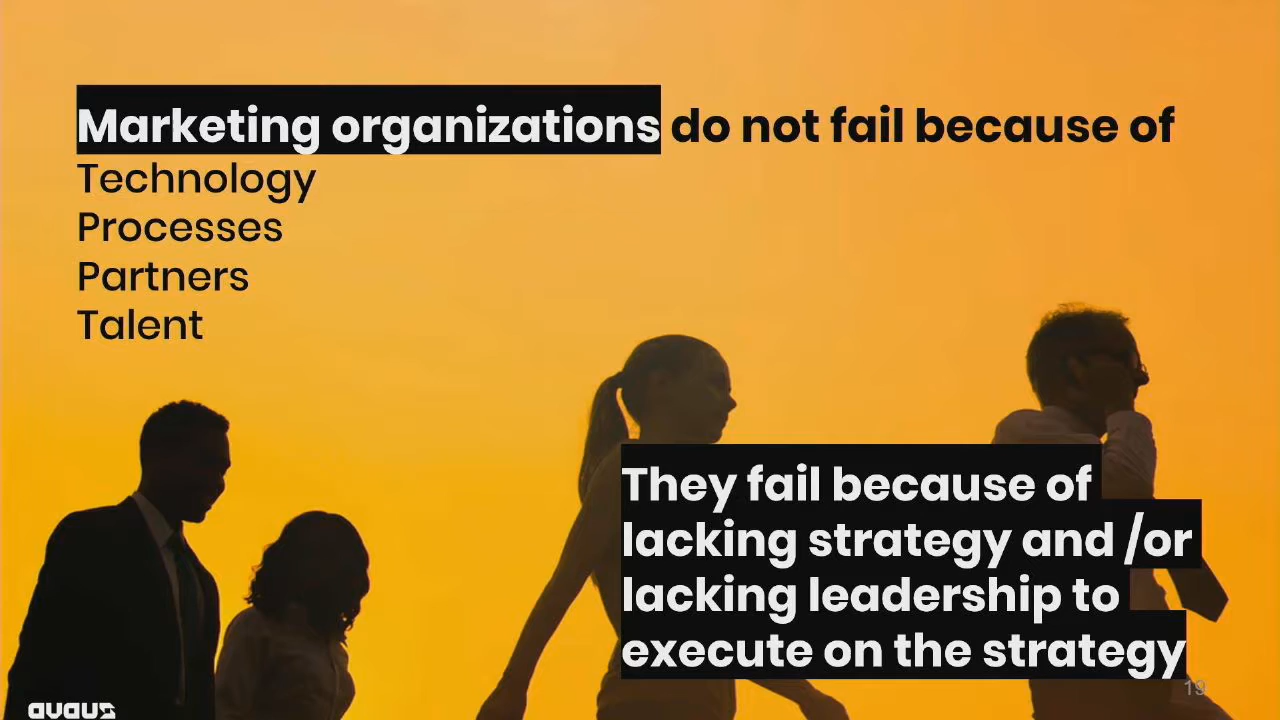 Marketing organizations do not fail because of
Technology
Processes
Partners
Talent
They fail because of
lacking strategy and /or
lacking leadership to
execute on the strategy
19
avaus